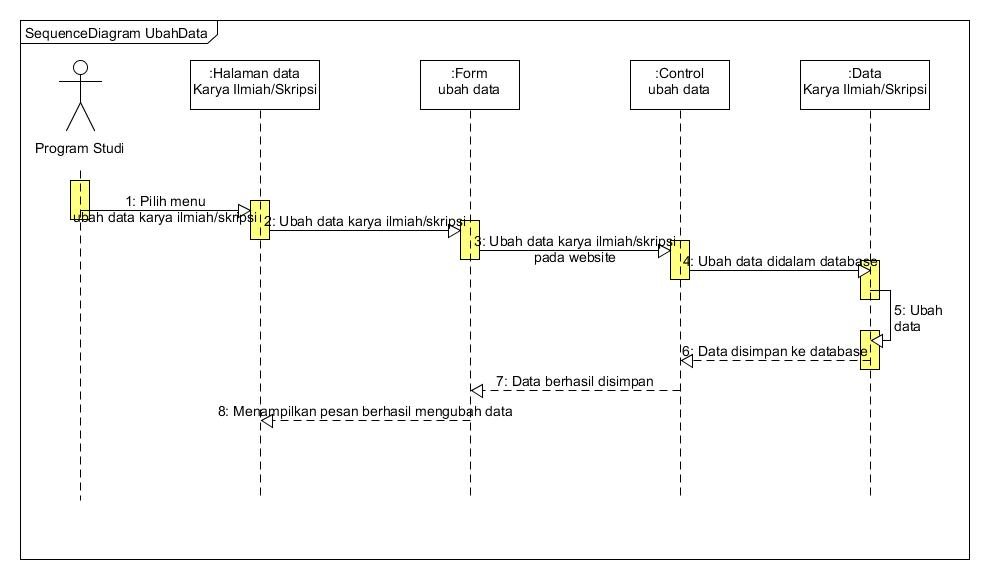 SequenceDiagram UbahData
:Halaman data
Karya Ilmiah/Skripsi
:Form
ubah data
:Control
ubah data
:Data
Karya Ilmiah/Skripsi
Program Studi
1: Pilih menu
ubah data karya ilmiah/skripsi
2: Ubah data karya ilmiah/skripsi
3: Ubah data karya ilmiah/skripsi
pada website
4: Ubah data didalam database
5: Ubah
data
6: Data disimpan ke database
7: Data berhasil disimpan
8: Menampilkan pesan berhasil mengubah data